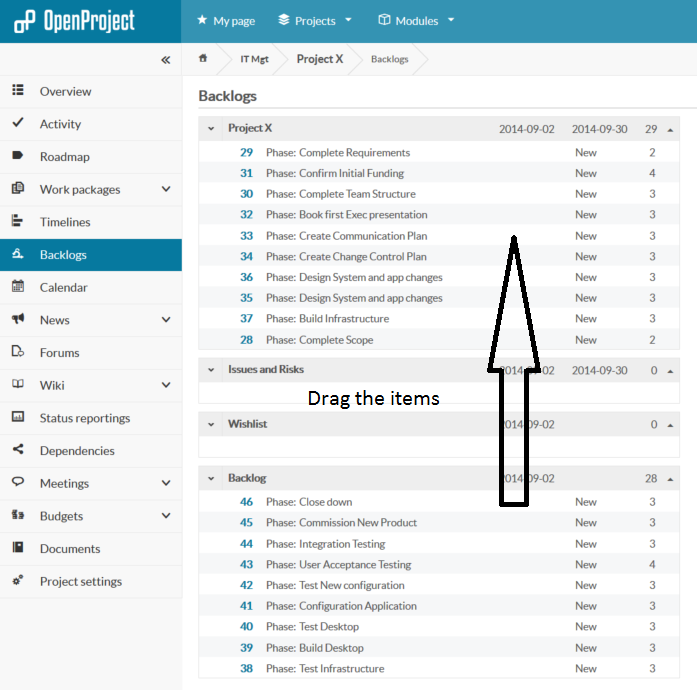 OpenProject
My page Projects Modules
« IT Mgt Project X Backlogs
Overview
Activity
Roadmap
Work packages
Timelines
Backlogs
Calendar
News
Forums
Wiki
Status reportings
Dependencies
Meetings
Budgets
Documents
Project settings
Backlogs
Project X 2014-09-02 2014-09-30 29
29 Phase: Complete Requirements New 2
31 Phase: Confirm Initial Funding New 4
30 Phase: Complete Team Structure New 3
32 Phase: Book first Exec presentation New 3
33 Phase: Create Communication Plan New 3
34 Phase: Create Change Control Plan New 3
36 Phase: Design System and app changes New 3
35 Phase: Design System and app changes New 3
37 Phase: Build Infrastructure New 3
28 Phase: Complete Scope New 2
Issues and Risks 2014-09-02 2014-09-30 0
Drag the items
Wishlist 2014-09-02 0
Backlog 2014-09-02 28
46 Phase: Close down New 3
45 Phase: Commission New Product New 3
44 Phase: Integration Testing New 3
43 Phase: User Acceptance Testing New 4
42 Phase: Test New configuration New 3
41 Phase: Configuration Application New 3
40 Phase: Test Desktop New 3
39 Phase: Build Desktop New 3
38 Phase: Test Infrastructure New 3